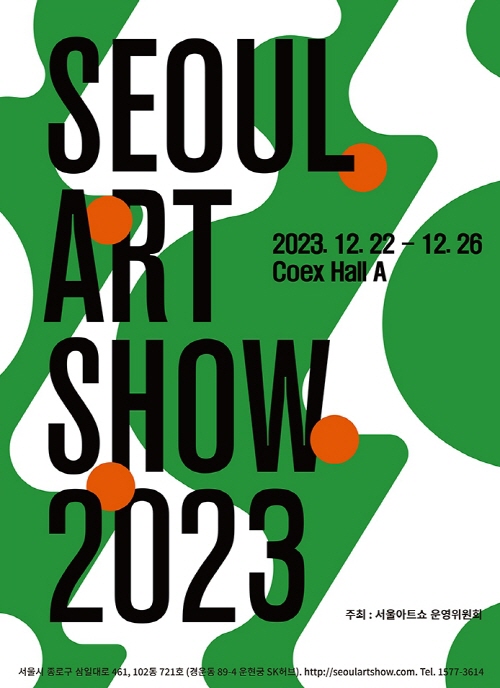 SEOUL
ART
SHOW
2023
2023. 12. 22 – 12. 26
Coex Hall A
주최 : 서울아트쇼 운영위원회
서울시 종로구 삼일대로 461, 102동 721호 (경운동 89-4 운현궁 SK허브). http://seoulartshow.com. Tel. 1577-3614